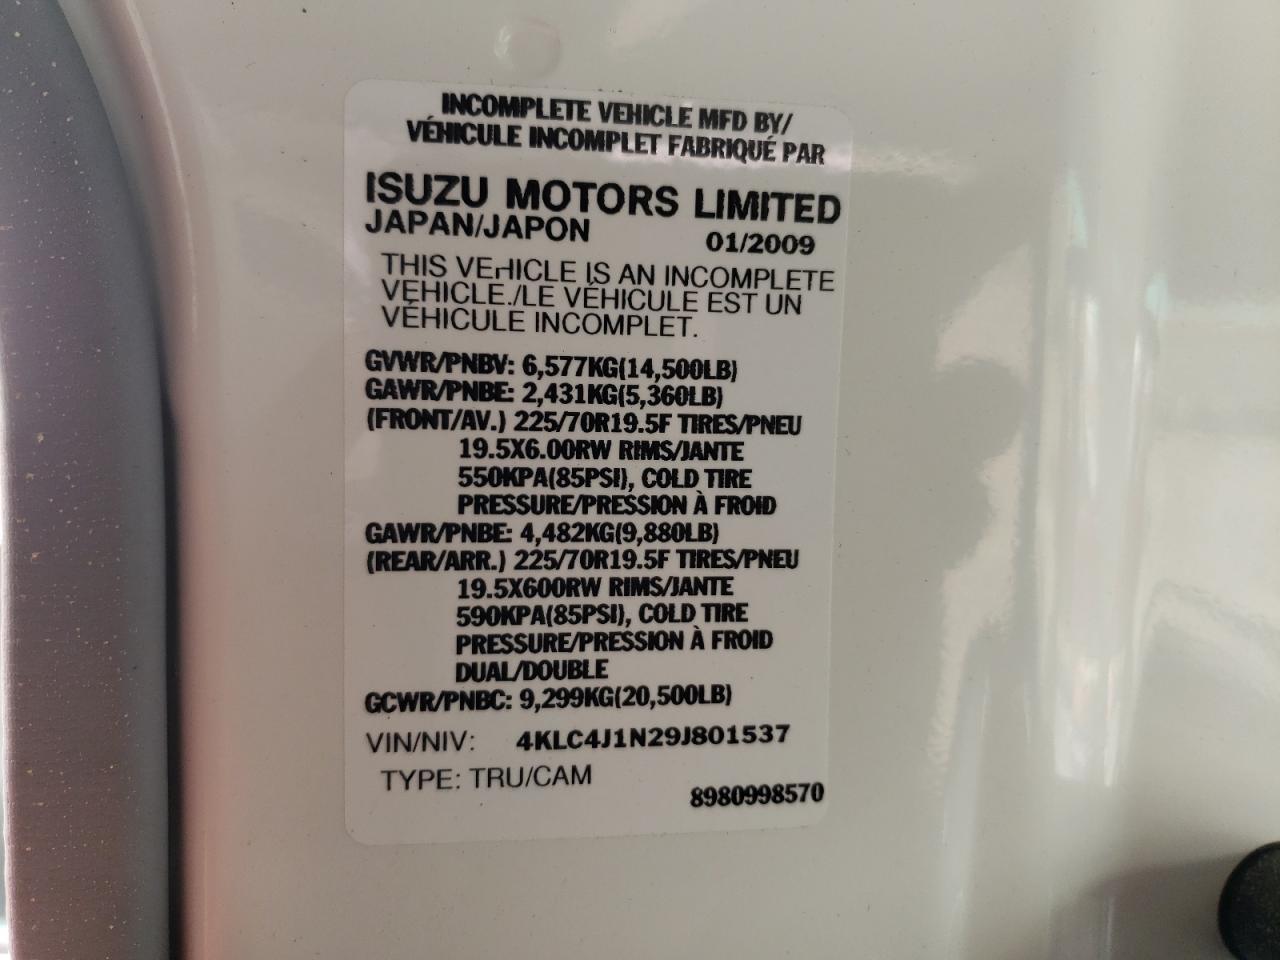 INCOMPLETE VEHICLE MFD BY/
VÉHICULE INCOMPLET FABRIQUÉ PAR
ISUZU MOTORS LIMITED
JAPAN/JAPON 01/2009
THIS VEHICLE IS AN INCOMPLETE
VEHICLE./LE VÉHICULE EST UN
VÉHICULE INCOMPLET.
GVWR/PNBV: 6,577KG(14,500LB)
GAWR/PNBE: 2,431KG(5,360LB)
(FRONT/AV.) 225/70R19.5F TIRES/PNEU
19.5X6.00RW RIMS/JANTE
550KPA(85PSI), COLD TIRE
PRESSURE/PRESSION À FROID
GAWR/PNBE: 4,482KG(9,880LB)
(REAR/ARR.) 225/70R19.5F TIRES/PNEU
19.5X600RW RIMS/JANTE
590KPA(85PSI), COLD TIRE
PRESSURE/PRESSION À FROID
DUAL/DOUBLE
GCWR/PNBC: 9,299KG(20,500LB)
VIN/NIV: 4KLC4J1N29J801537
TYPE: TRU/CAM
8980998570